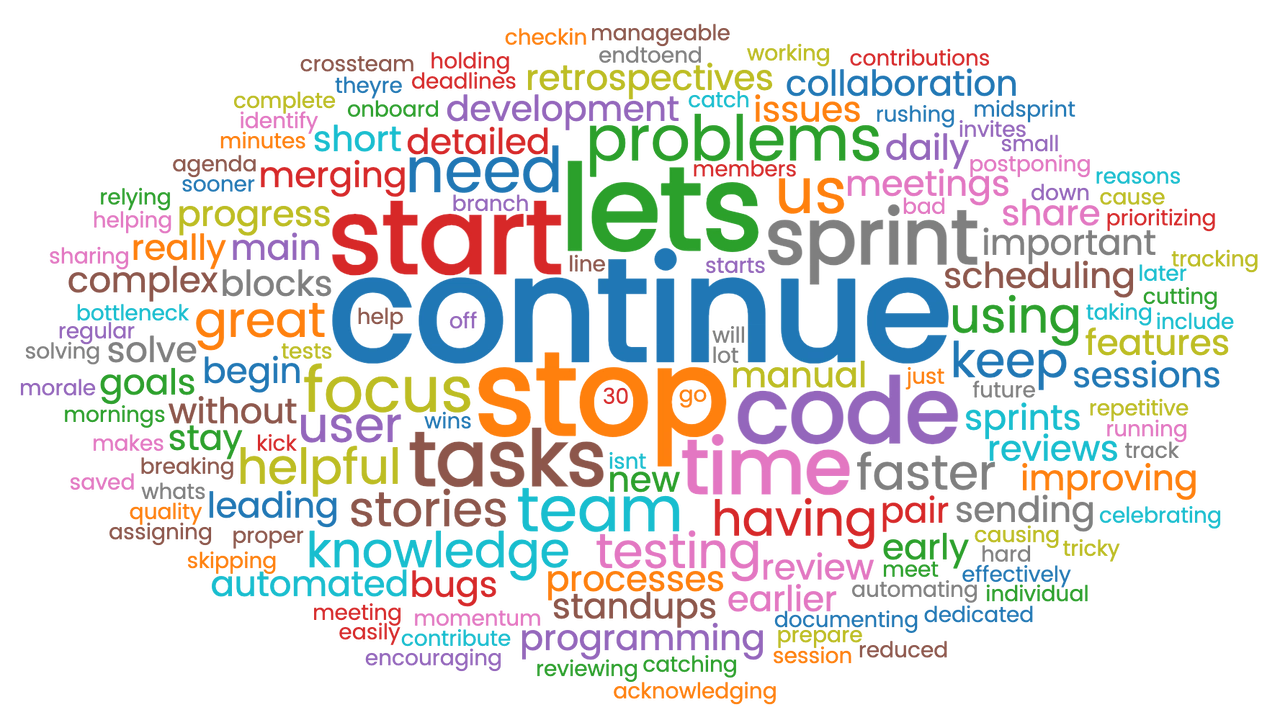 checkin manageable
crossteam holding endtoend working contributions
theyre deadlines retrospectives collaboration
complete onboard development catch issues rushing midsprint
identify invites
minutes short detailed problems daily small
agenda merging need members us meetings postponing
sooner reasons
relying branch lets down cause
helping progress start bad share prioritizing
sharing really main sprint important
line starts tracking
complex blocks continue scheduling later
cutting
bottleneck great help off using taking include
regular will features
solving solve tests lot keep
morale goals begin focus stop manual just sessions
30 go future
mornings without user wins code sprints repetitive
makes stay kick reviews running
breaking helpful tasks isnt time faster track
saved whats new improving
quality leading stories team having pair sending celebrating
assigning proper causing
skipping knowledge testing early hard tricky
automated bugs processes review meet effectively
automating individual
meeting momentum standups earlier documenting dedicated
easily contribute programming prepare
encouraging reviewing catching session reduced
acknowledging